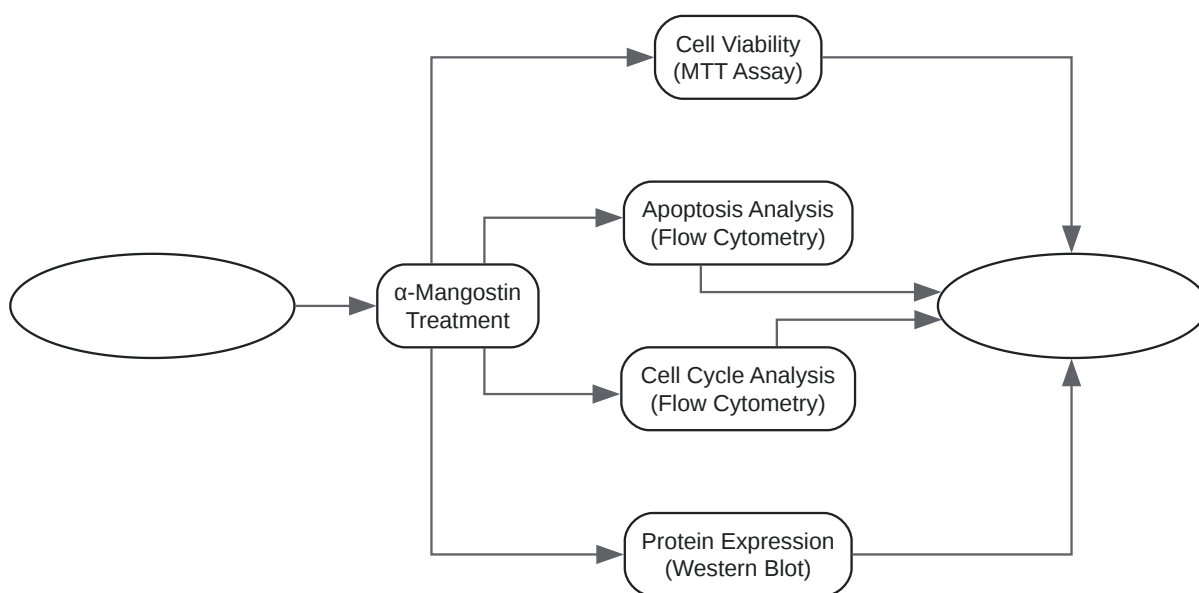 Cell Viability
(MTT Assay)
Apoptosis Analysis
(Flow Cytometry)
α-Mangostin
Treatment
Cell Cycle Analysis
(Flow Cytometry)
Protein Expression
(Western Blot)